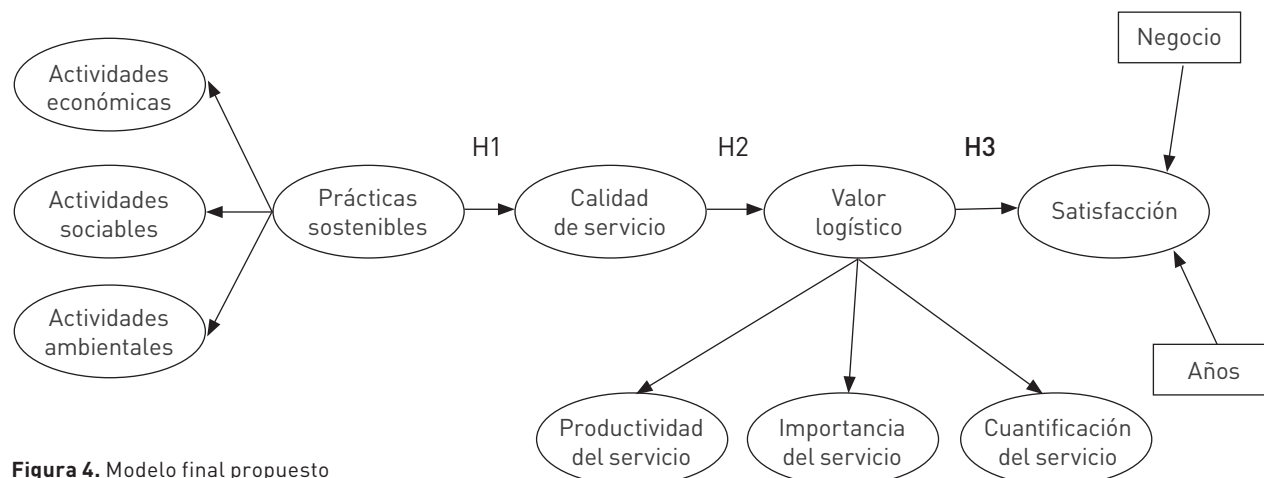 Negocio
Actividades
económicas
H1
H2
H3
Actividades
sociables
Prácticas
sostenibles
Calidad
de servicio
Valor
logístico
Satisfacción
Actividades
ambientales
Años
Productividad
del servicio
Importancia
del servicio
Cuantificación
del servicio
Figura 4. Modelo final propuesto